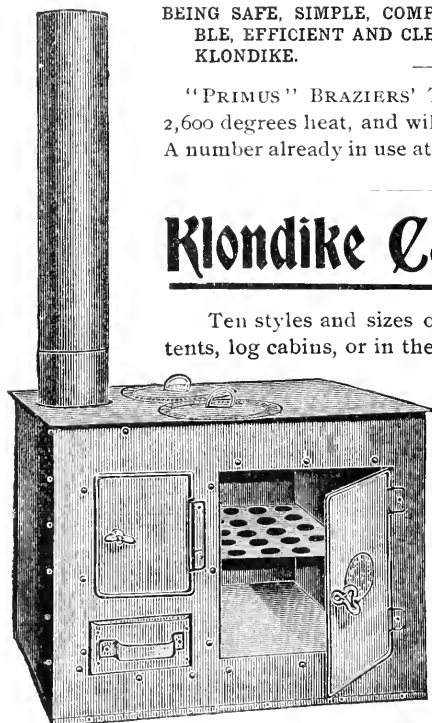 BEING SAFE, SIMPLE, COMP
BLE, EFFICIENT AND CLE
KLONDIKE.
"PRIMUS" BRAZIERS' T
2,600 degrees heat, and wil
A number already in use at
Klondike C
Ten styles and sizes o
tents, log cabins, or in the